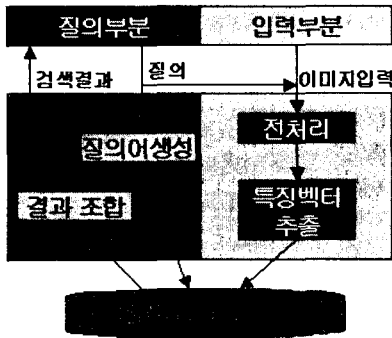 질의부분
입력부분
검색결과
질의
이미지입력
전처리
질의어생성
특징벡터
추출
결과 조합